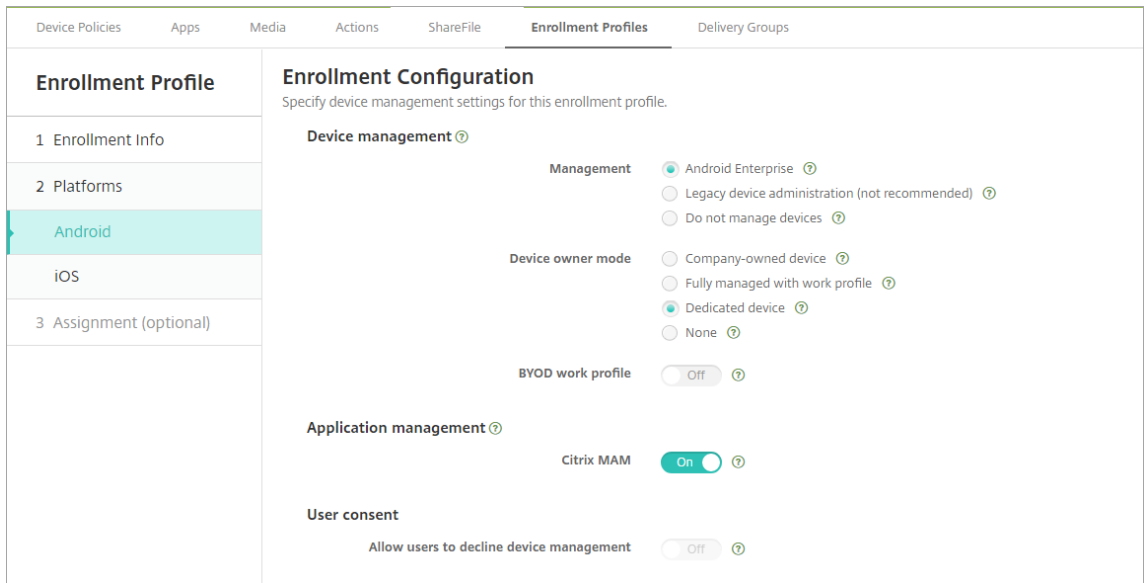 Device Policies Apps Media Actions ShareFile Enrollment Profiles Delivery Groups
Enrollment Profile
1 Enrollment Info
2 Platforms
Android
iOS
3 Assignment (optional)
Enrollment Configuration
Specify device management settings for this enrollment profile.
Device management ?
Management
Android Enterprise ?
Legacy device administration (not recommended) ?
Do not manage devices ?
Device owner mode
Company-owned device ?
Fully managed with work profile ?
Dedicated device ?
None ?
BYOD work profile
Off ?
Application management ?
Citrix MAM
On ?
User consent
Allow users to decline device management
Off ?